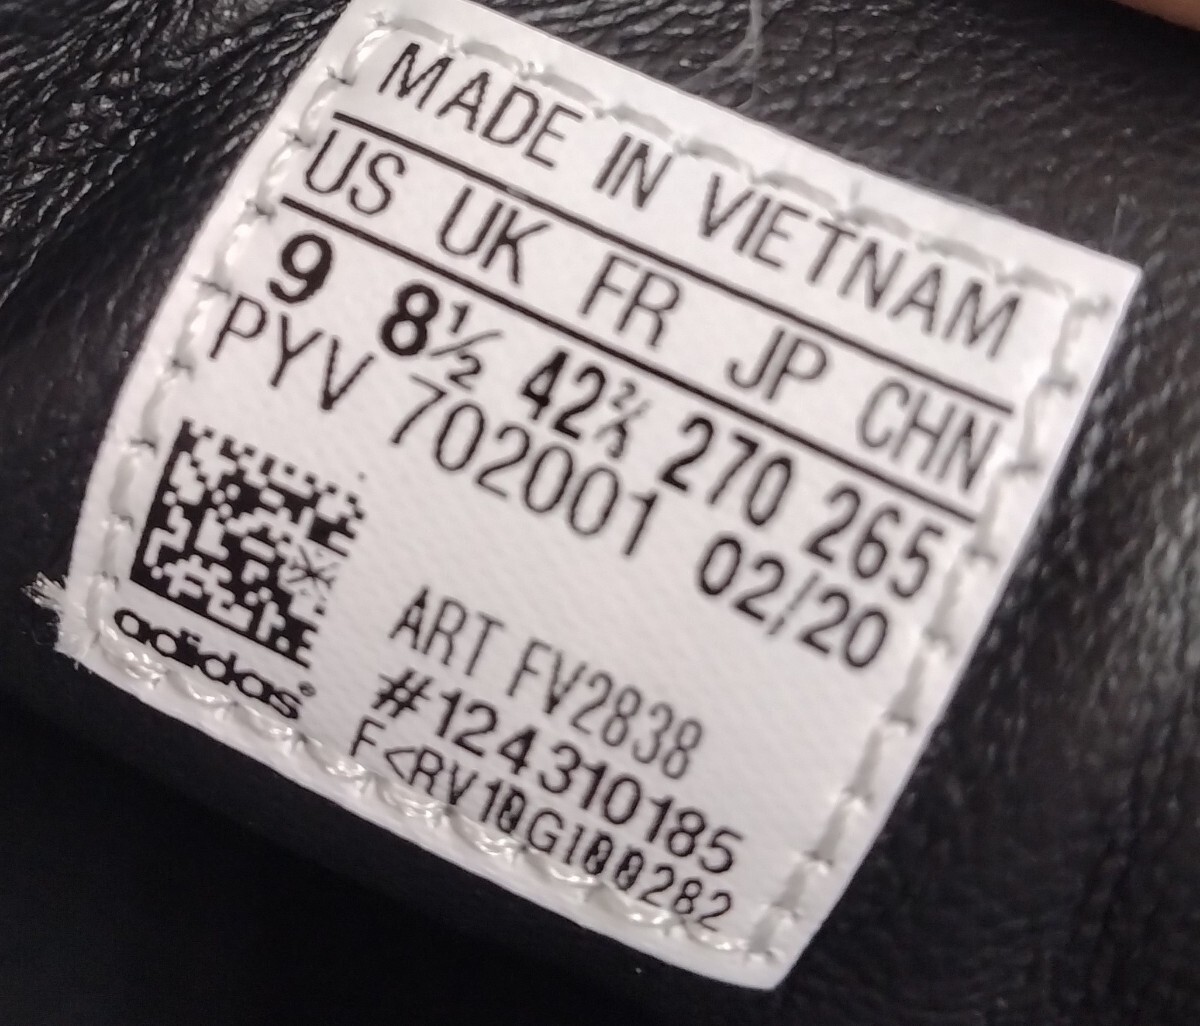 MADE IN VIETNAM
US UK FR JP CHN
9 8½ 42⅔ 270 265
PYV 702001 02/20
ART FV2838
#124310185
F<RV10G100282
adidas®